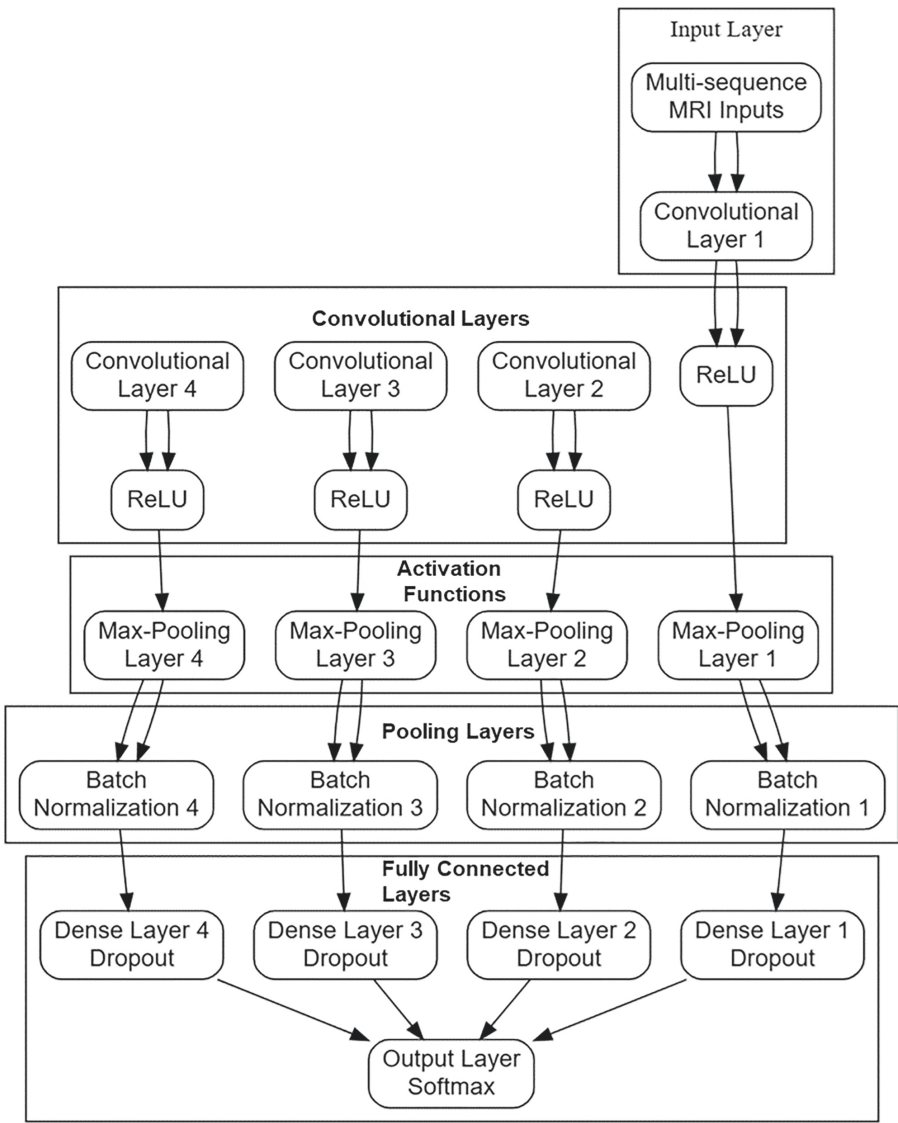 Input Layer
Multi-sequence
MRI Inputs
Convolutional
Layer 1
Convolutional Layers
Convolutional
Layer 4
Convolutional
Layer 3
Convolutional
Layer 2
ReLU
ReLU
ReLU
ReLU
Activation
Functions
Max-Pooling
Layer 4
Max-Pooling
Layer 3
Max-Pooling
Layer 2
Max-Pooling
Layer 1
Pooling Layers
Batch
Normalization 4
Batch
Normalization 3
Batch
Normalization 2
Batch
Normalization 1
Fully Connected
Layers
Dense Layer 4
Dropout
Dense Layer 3
Dropout
Dense Layer 2
Dropout
Dense Layer 1
Dropout
Output Layer
Softmax